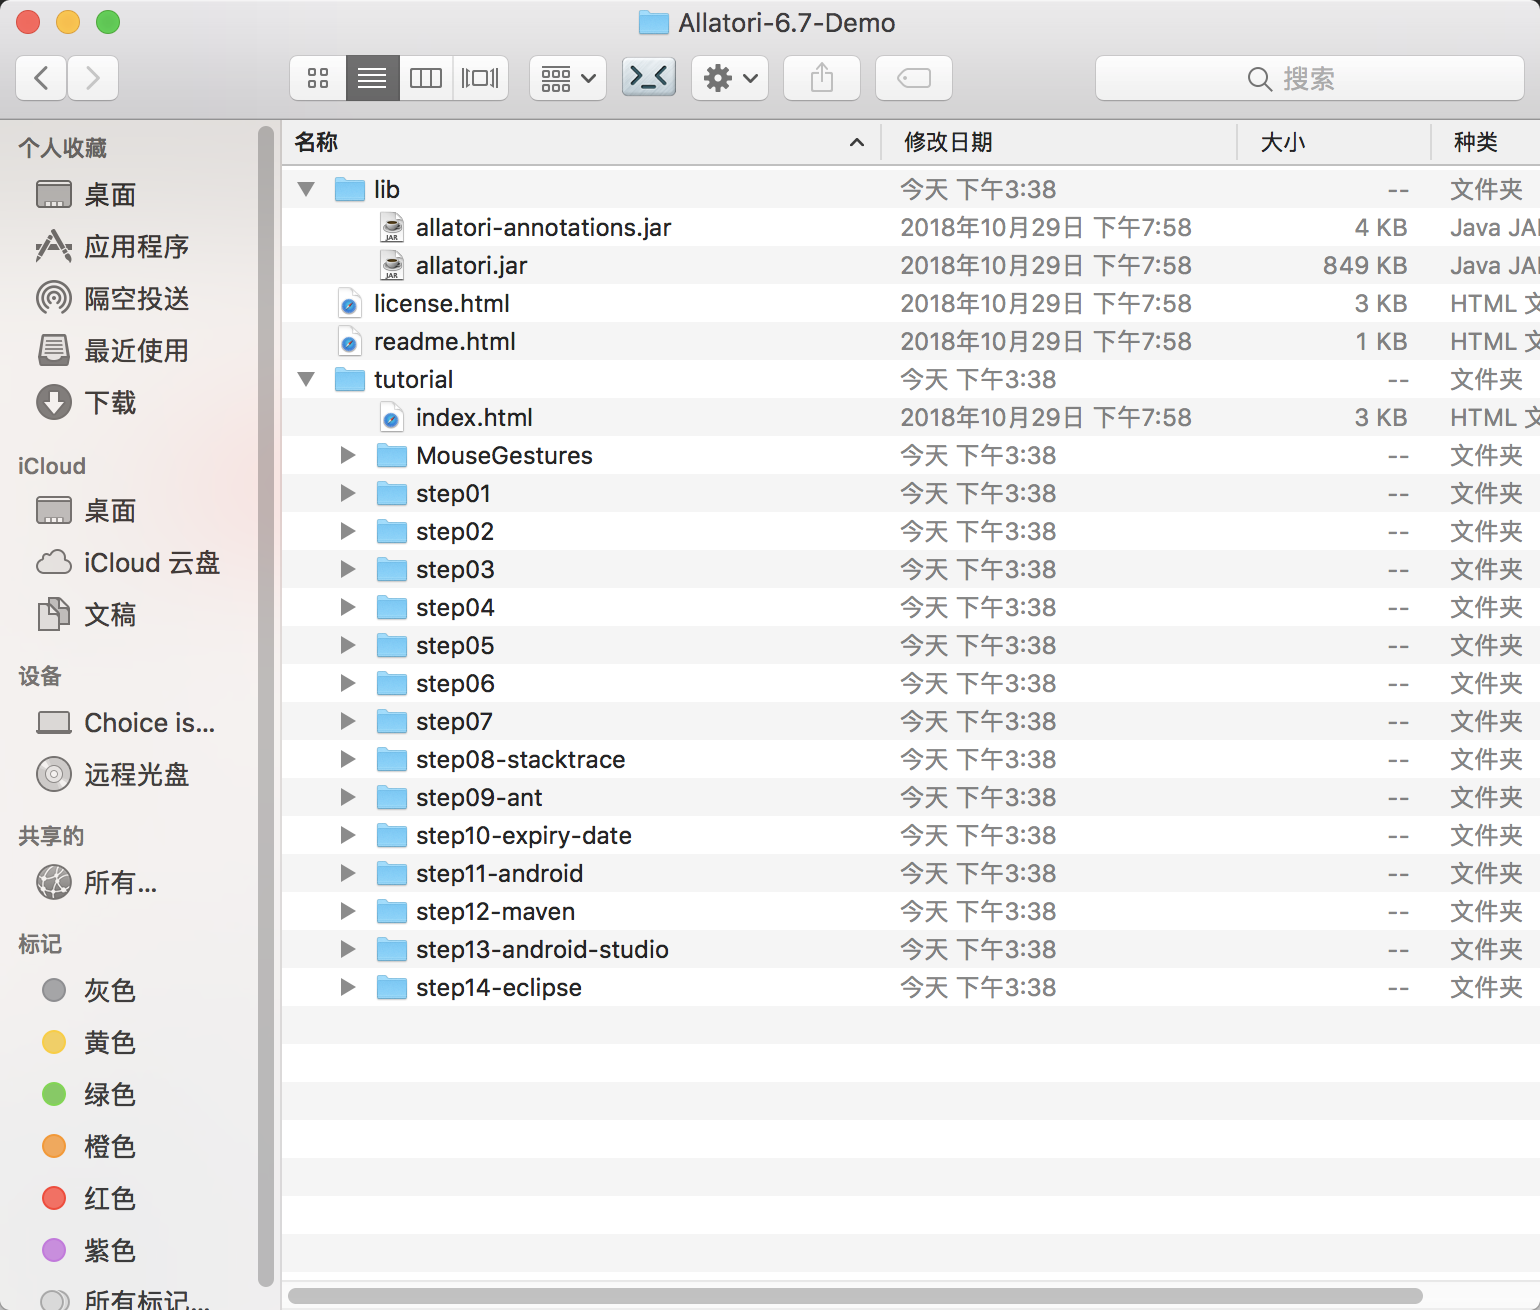 Allatori-6.7-Demo
搜索
个人收藏
桌面
应用程序
隔空投送
最近使用
下载
iCloud
桌面
iCloud 云盘
文稿
设备
Choice is...
远程光盘
共享的
所有...
标记
灰色
黄色
绿色
橙色
红色
紫色
所有标记...
名称 修改日期 大小 种类
lib 今天 下午3:38 -- 文件夹
allatori-annotations.jar 2018年10月29日 下午7:58 4 KB Java JA
allatori.jar 2018年10月29日 下午7:58 849 KB Java JA
license.html 2018年10月29日 下午7:58 3 KB HTML 文
readme.html 2018年10月29日 下午7:58 1 KB HTML 文
tutorial 今天 下午3:38 -- 文件夹
index.html 2018年10月29日 下午7:58 3 KB HTML 文
MouseGestures 今天 下午3:38 -- 文件夹
step01 今天 下午3:38 -- 文件夹
step02 今天 下午3:38 -- 文件夹
step03 今天 下午3:38 -- 文件夹
step04 今天 下午3:38 -- 文件夹
step05 今天 下午3:38 -- 文件夹
step06 今天 下午3:38 -- 文件夹
step07 今天 下午3:38 -- 文件夹
step08-stacktrace 今天 下午3:38 -- 文件夹
step09-ant 今天 下午3:38 -- 文件夹
step10-expiry-date 今天 下午3:38 -- 文件夹
step11-android 今天 下午3:38 -- 文件夹
step12-maven 今天 下午3:38 -- 文件夹
step13-android-studio 今天 下午3:38 -- 文件夹
step14-eclipse 今天 下午3:38 -- 文件夹